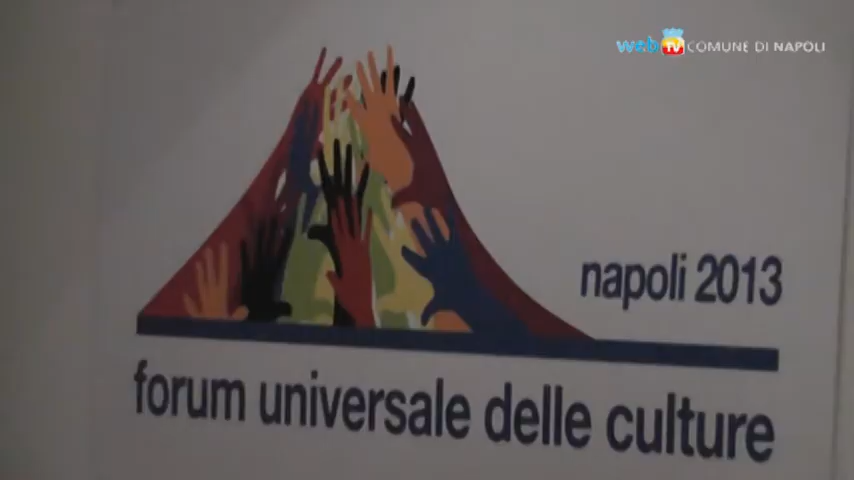 web TV COMUNE DI NAPOLI
napoli 2013
forum universale delle culture